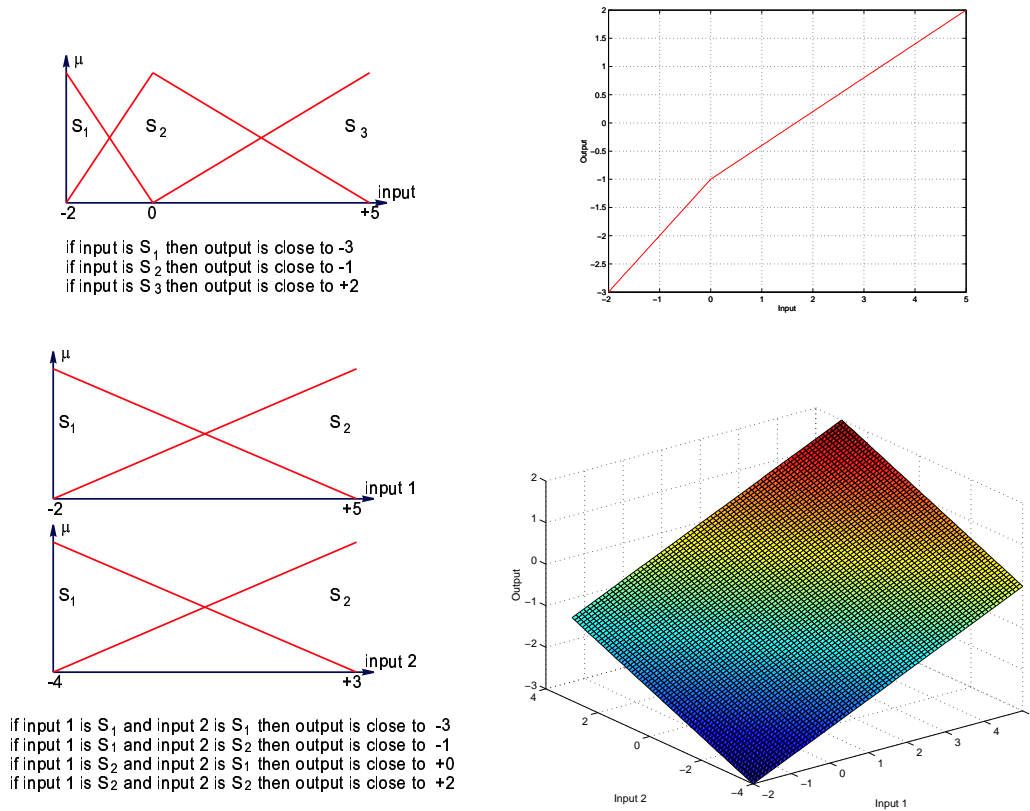 μ
S1
S2
S3
input
-2
0
+5
if input is S1 then output is close to -3
if input is S2 then output is close to -1
if input is S3 then output is close to +2
2
1.5
1
0.5
0
−0.5
−1
−1.5
−2
−2.5
−3
Output
−2
−1
0
1
2
3
4
5
Input
μ
S1
S2
input 1
-2
+5
μ
S1
S2
input 2
-4
+3
if input 1 is S1 and input 2 is S1 then output is close to -3
if input 1 is S1 and input 2 is S2 then output is close to -1
if input 1 is S2 and input 2 is S1 then output is close to +0
if input 1 is S2 and input 2 is S2 then output is close to +2
2
1
0
−1
−2
−3
Output
4
2
0
−2
−4
Input 2
−2
−1
0
1
2
3
4
Input 1